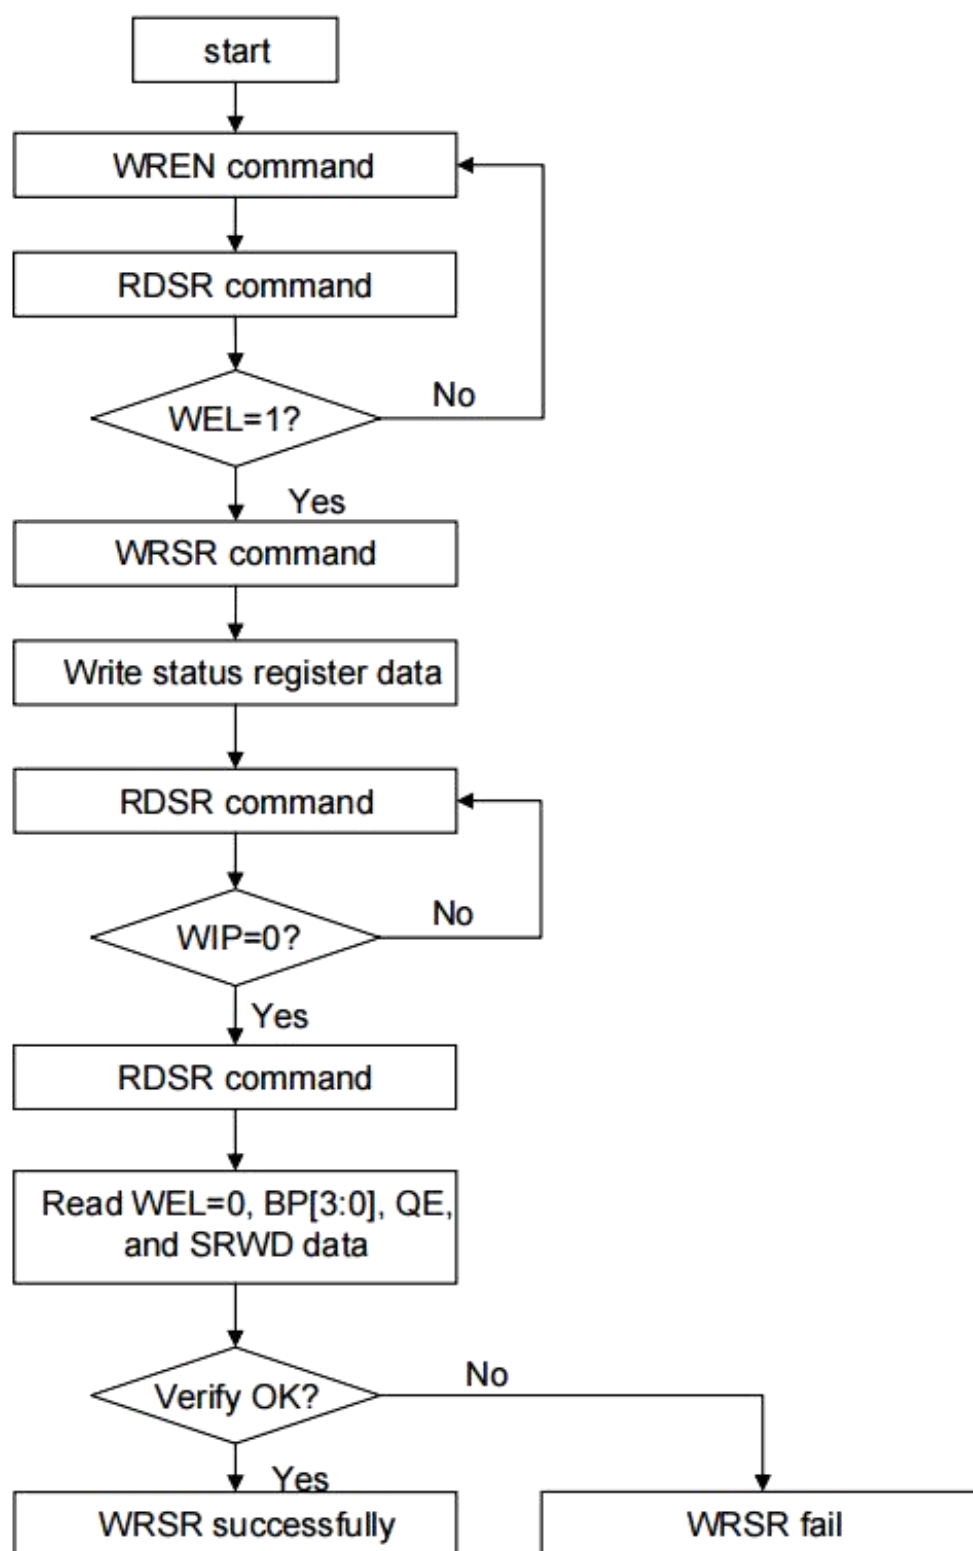 start
WREN command
RDSR command
WEL=1?
No
Yes
WRSR command
Write status register data
RDSR command
WIP=0?
No
Yes
RDSR command
Read WEL=0, BP[3:0], QE,
and SRWD data
Verify OK?
No
Yes
WRSR successfully
WRSR fail